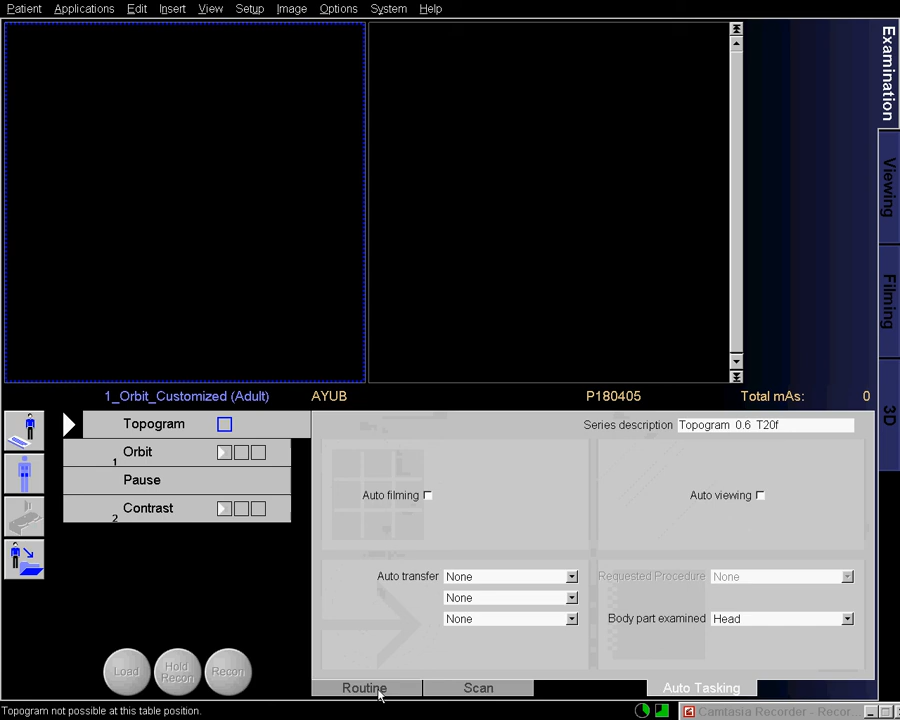 Patient Applications Edit Insert View Setup Image Options System Help
Examination
Viewing
Filming
3D
1_Orbit_Customized (Adult) AYUB P180405 Total mAs: 0
Topogram
1 Orbit
Pause
2 Contrast
Series description Topogram 0.6 T20f
Auto filming
Auto viewing
Auto transfer None
None
None
Requested Procedure None
Body part examined Head
Load
Hold
Recon
Recon
Routine Scan Auto Tasking
Topogram not possible at this table position.
Camtasia Recorder - Recor...